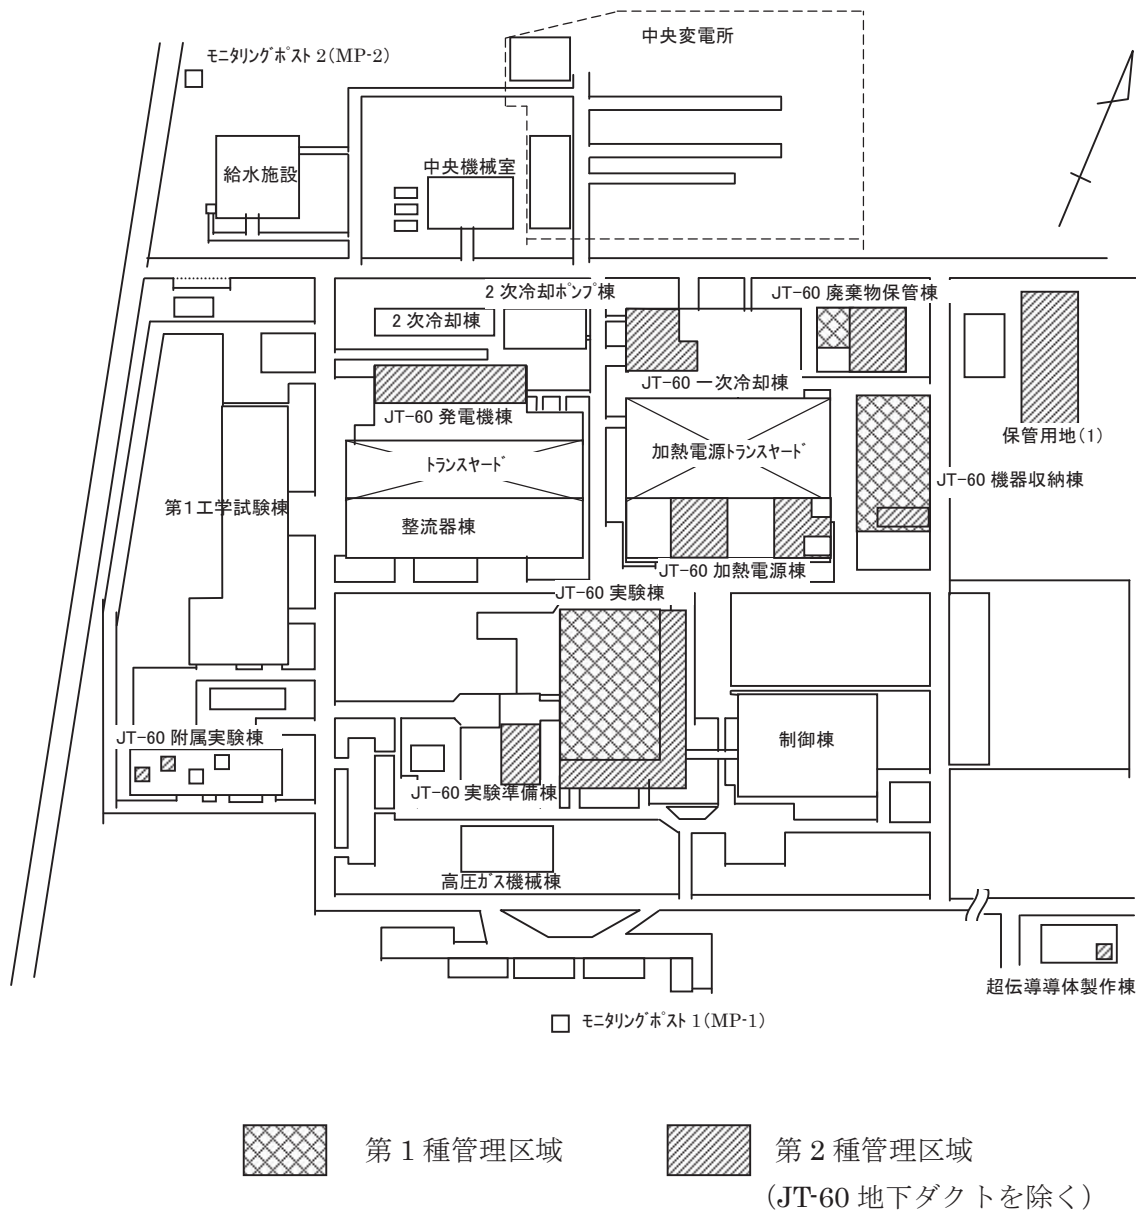 中央変電所
モニタリングポスト 2(MP-2)
中央機械室
給水施設
2 次冷却ポンプ棟
JT-60 廃棄物保管棟
2 次冷却棟
JT-60 一次冷却棟
JT-60 発電機棟
保管用地(1)
トランスヤード
加熱電源トランスヤード
JT-60 機器収納棟
第1工学試験棟
整流器棟
JT-60 加熱電源棟
JT-60 実験棟
JT-60 附属実験棟
制御棟
JT-60 実験準備棟
高圧ガス機械棟
超伝導導体製作棟
モニタリングポスト 1(MP-1)
第 1 種管理区域
第 2 種管理区域
(JT-60 地下ダクトを除く)